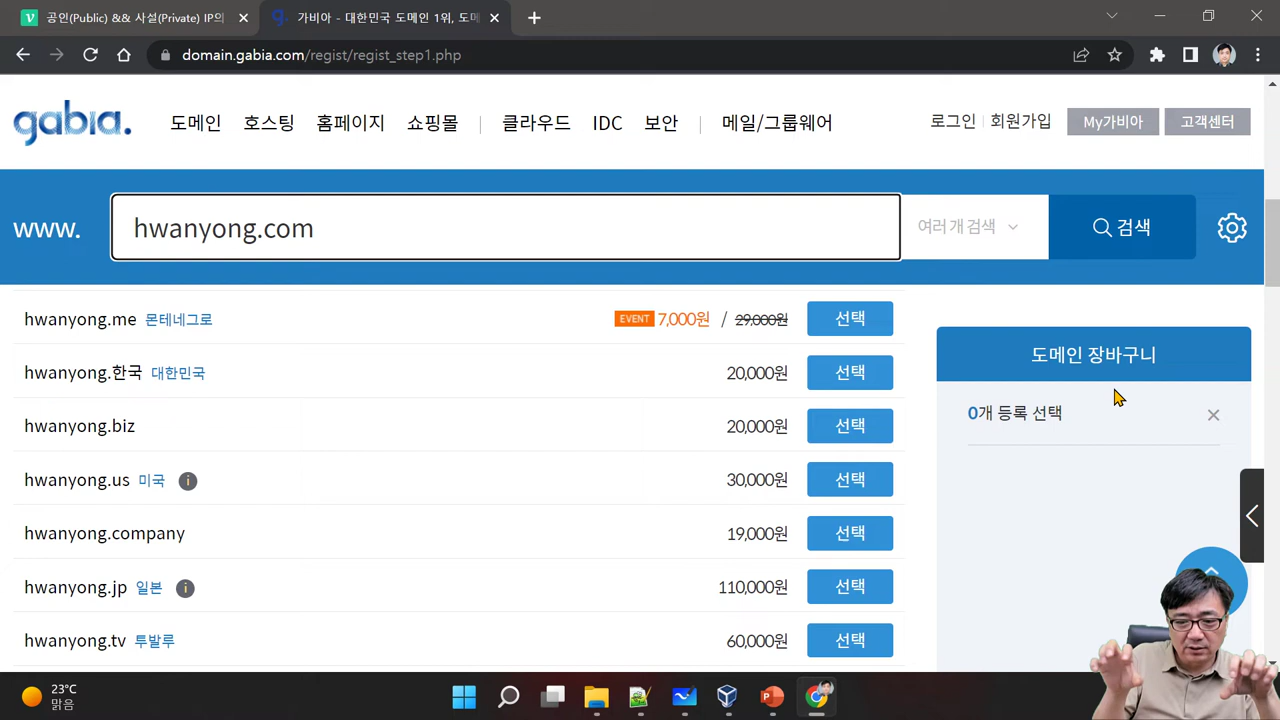 공인(Public) && 사설(Private) IP의
가비아 - 대한민국 도메인 1위, 도메
domain.gabia.com/regist/regist_step1.php
gabia.
도메인 호스팅 홈페이지 쇼핑몰 클라우드 IDC 보안 메일/그룹웨어
로그인 회원가입 My가비아 고객센터
www. hwanyong.com 여러 개 검색 검색
hwanyong.me 몬테네그로 EVENT 7,000원 / 29,000원 선택
hwanyong.한국 대한민국 20,000원 선택
hwanyong.biz 20,000원 선택
hwanyong.us 미국 30,000원 선택
hwanyong.company 19,000원 선택
hwanyong.jp 일본 110,000원 선택
hwanyong.tv 투발루 60,000원 선택
도메인 장바구니
0개 등록 선택
23°C
맑음